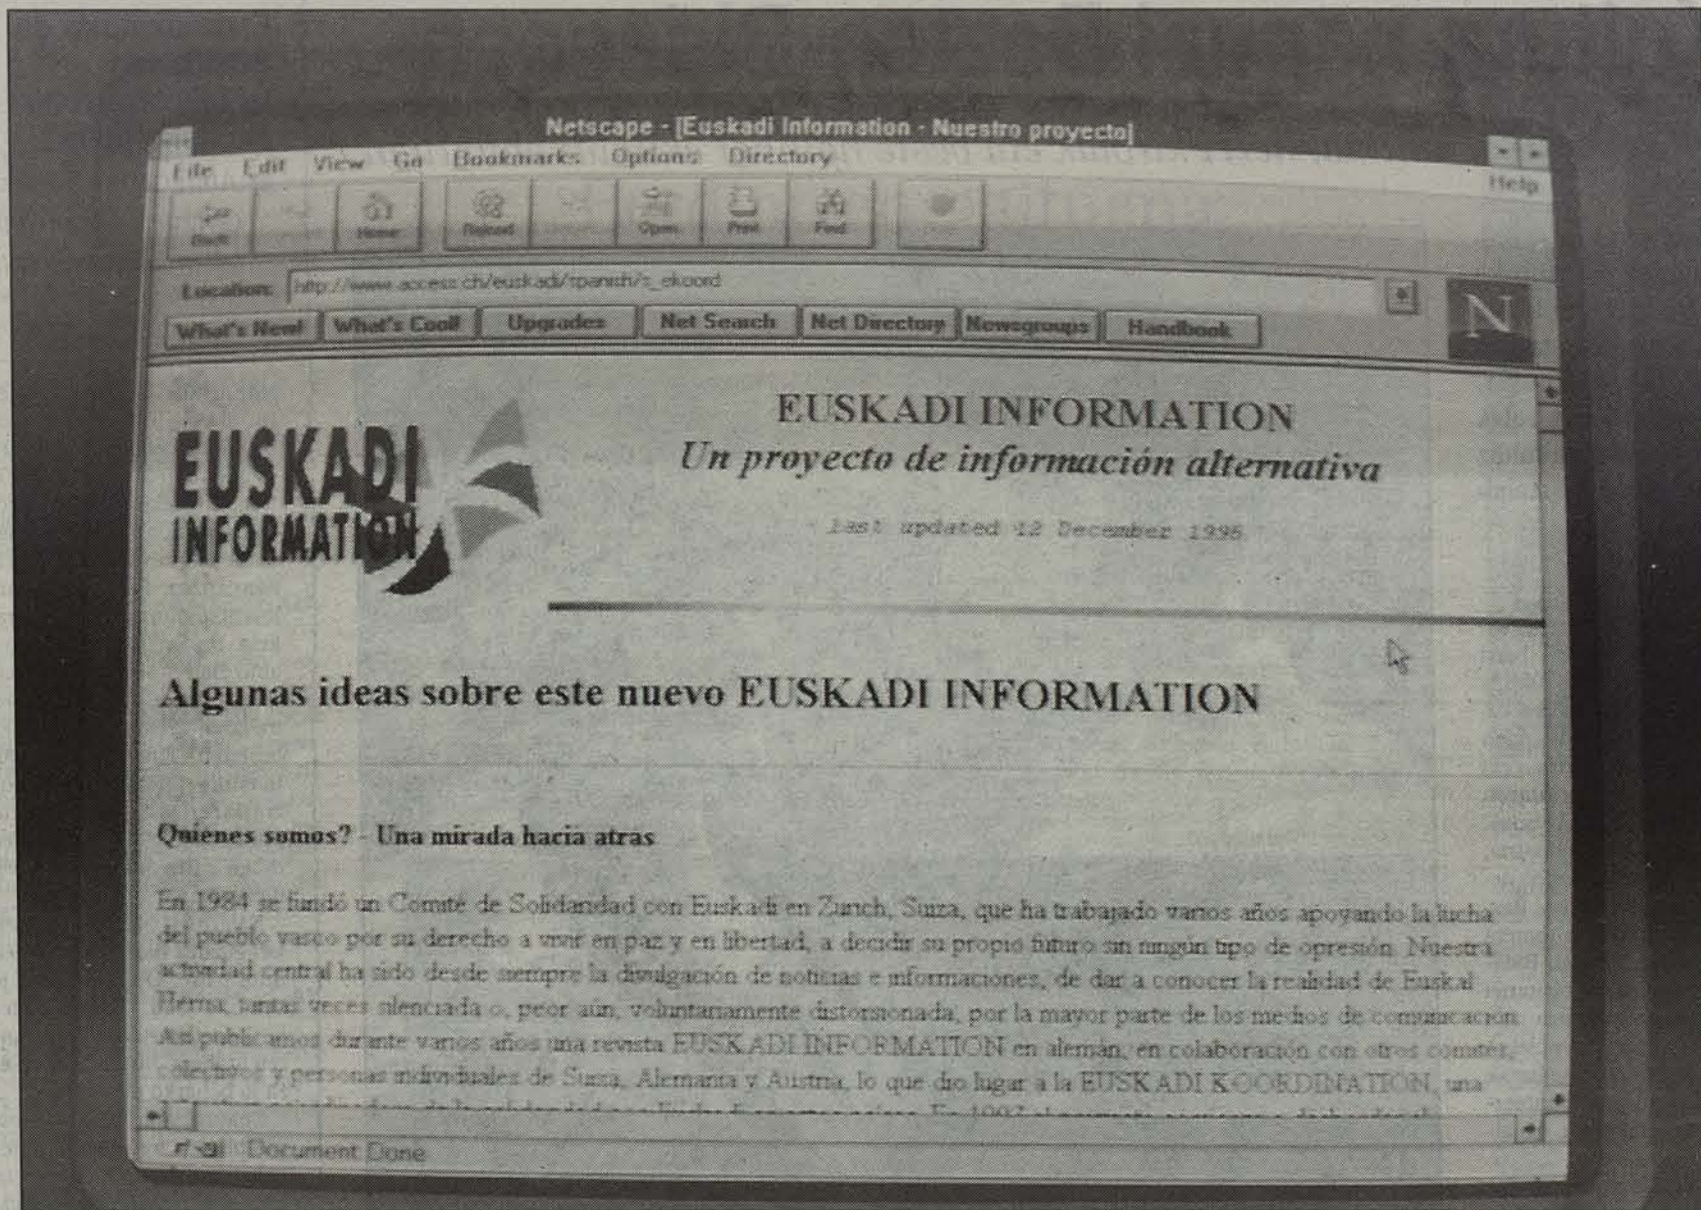 Netscape - [Euskadi Information - Nuestro proyecto]
File Edit View Go Bookmarks Options Directory
Help
Back Home Reload Open Print Find
Location: http://www.access.ch/euskadi/spanish/s_ekoord
What's New! What's Cool! Upgrades Net Search Net Directory Newsgroups Handbook
N
EUSKADI
INFORMATION
EUSKADI INFORMATION
Un proyecto de información alternativa
last updated 12 December 1996
Algunas ideas sobre este nuevo EUSKADI INFORMATION
Quienes somos? - Una mirada hacia atras
En 1984 se fundó un Comité de Solidaridad con Euskadi en Zurich, Suiza, que ha trabajado varios años apoyando la lucha
del pueblo vasco por su derecho a vivir en paz y en libertad, a decidir su propio futuro sin ningún tipo de opresión. Nuestra
actividad central ha sido desde siempre la divulgación de noticias e informaciones, de dar a conocer la realidad de Euskal
Herria, tantas veces silenciada o, peor aún, voluntariamente distorsionada, por la mayor parte de los medios de comunicación.
Así publicamos durante varios años una revista EUSKADI INFORMATION en alemán, en colaboración con otros comités,
colectivos y personas individuales de Suiza, Alemania y Austria, lo que dio lugar a la EUSKADI KOORDINATION, una
Document: Done